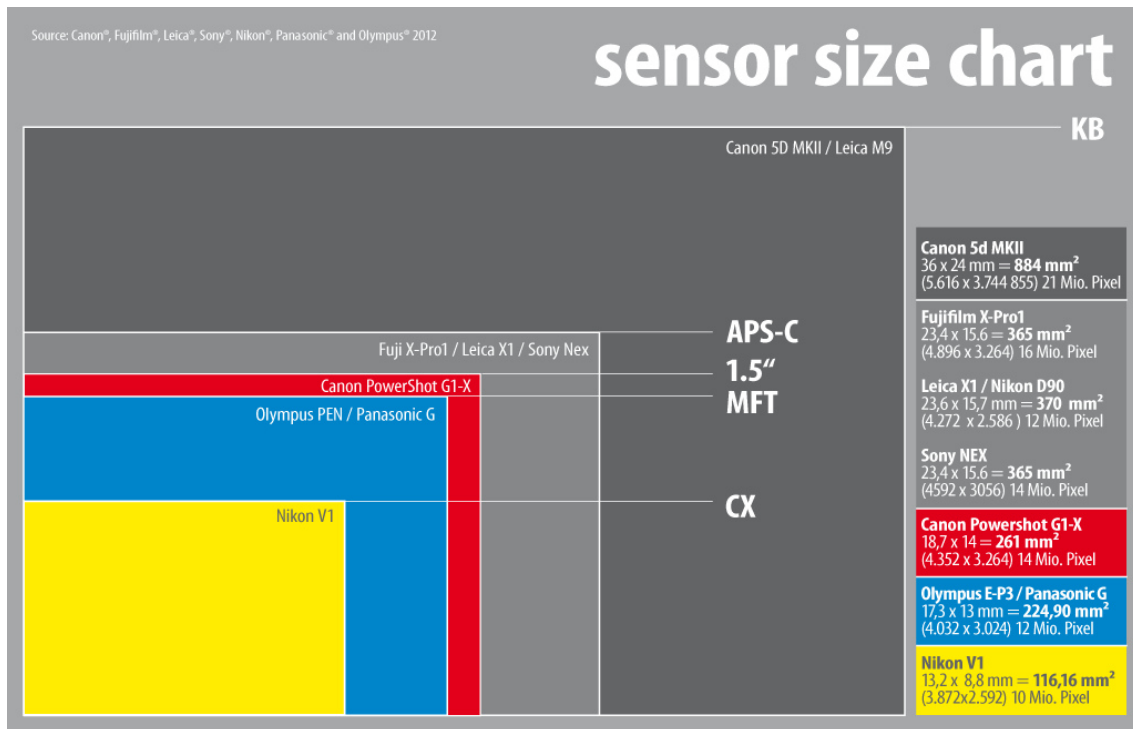 Source: Canon®, Fujifilm®, Leica®, Sony®, Nikon®, Panasonic® and Olympus® 2012
sensor size chart
KB
Canon 5D MKII / Leica M9
APS-C
Fuji X-Pro1 / Leica X1 / Sony Nex
1.5“
Canon PowerShot G1-X
MFT
Olympus PEN / Panasonic G
CX
Nikon V1
Canon 5d MKII
36 x 24 mm = 884 mm²
(5.616 x 3.744 855) 21 Mio. Pixel
Fujifilm X-Pro1
23,4 x 15.6 = 365 mm²
(4.896 x 3.264) 16 Mio. Pixel
Leica X1 / Nikon D90
23,6 x 15,7 mm = 370 mm²
(4.272 x 2.586 ) 12 Mio. Pixel
Sony NEX
23,4 x 15.6 = 365 mm²
(4592 x 3056) 14 Mio. Pixel
Canon Powershot G1-X
18,7 x 14 = 261 mm²
(4.352 x 3.264) 14 Mio. Pixel
Olympus E-P3 / Panasonic G
17,3 x 13 mm = 224,90 mm²
(4.032 x 3.024) 12 Mio. Pixel
Nikon V1
13,2 x 8,8 mm = 116,16 mm²
(3.872x2.592) 10 Mio. Pixel